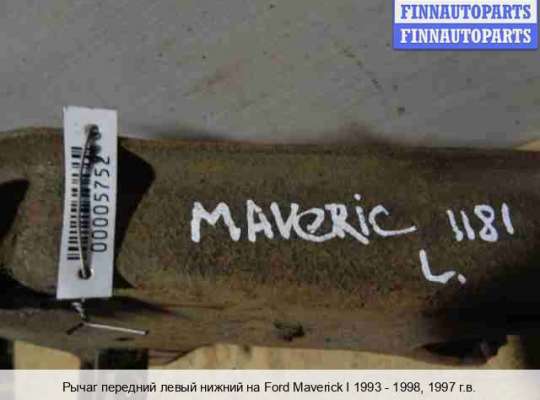 FINNAUTOPARTS
FINNAUTOPARTS
00005752
MAVERIC 1181
L.
Рычаг передний левый нижний на Ford Maverick I 1993 - 1998, 1997 г.в.